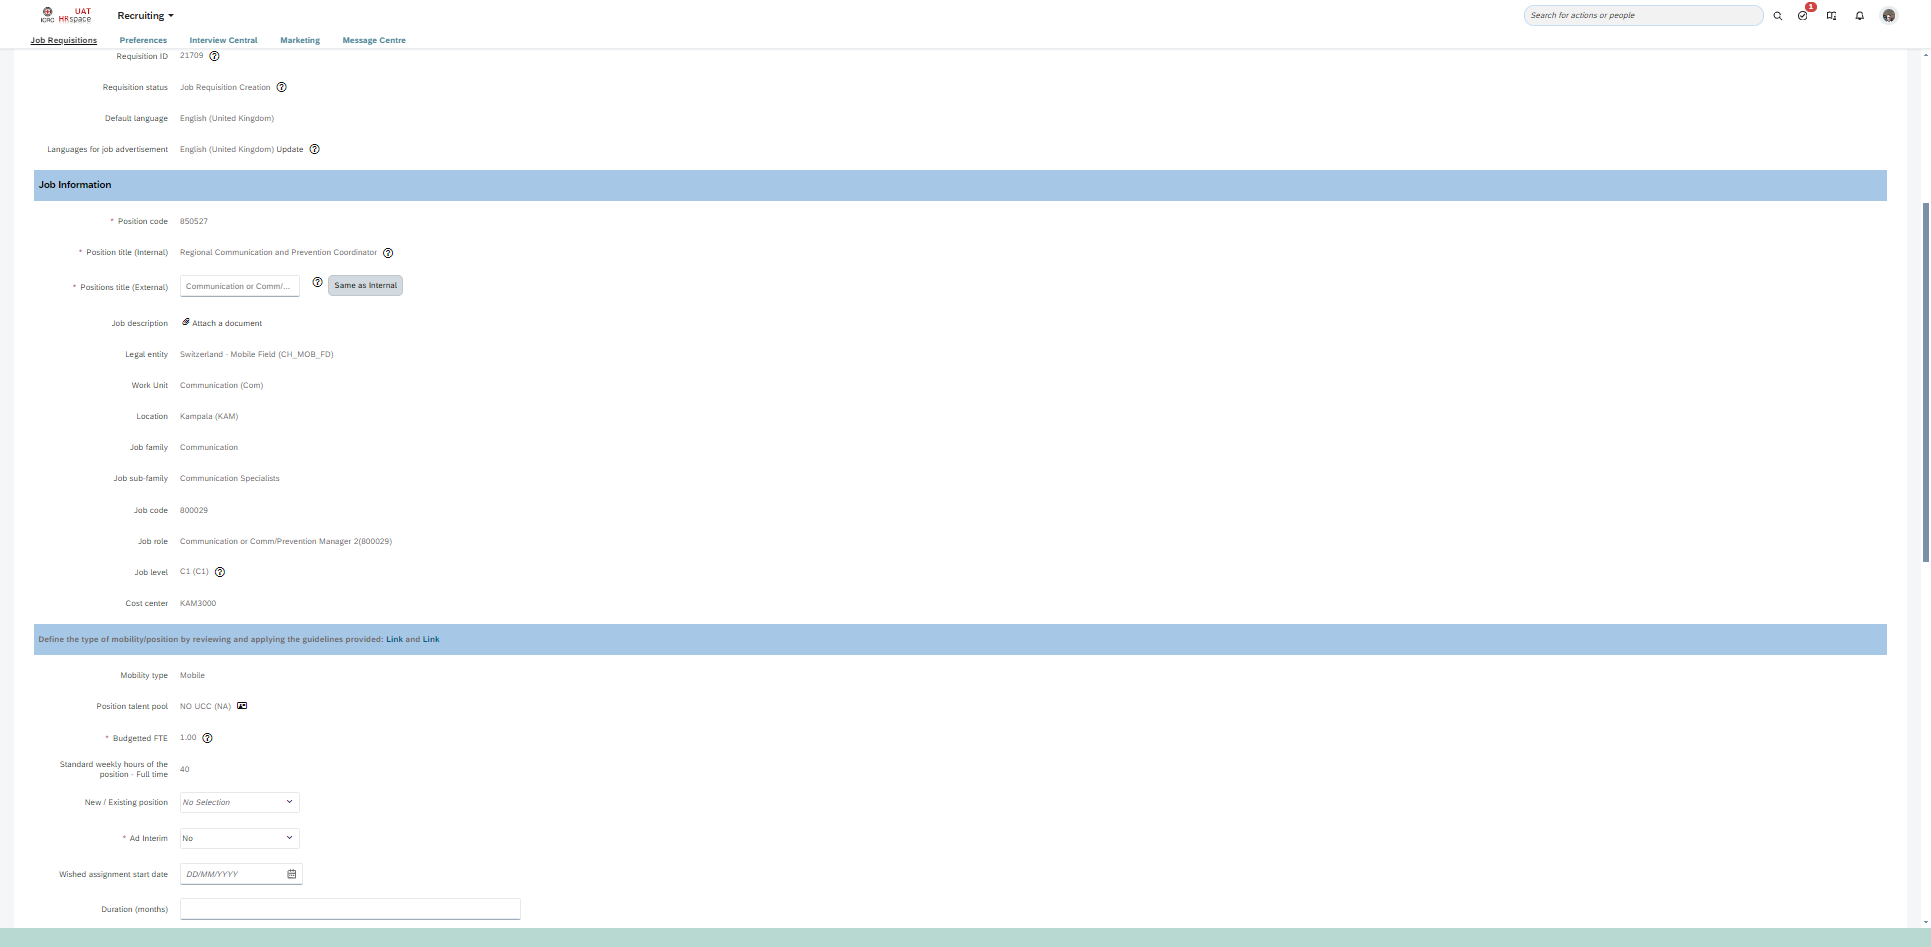 ICRC UAT HRspace Recruiting Search for actions or people 1
Job Requisitions Preferences Interview Central Marketing Message Centre
Requisition ID 21709
Requisition status Job Requisition Creation
Default language English (United Kingdom)
Languages for job advertisement English (United Kingdom) Update
Job Information
* Position code 850527
* Position title (Internal) Regional Communication and Prevention Coordinator
* Positions title (External) Communication or Comm/... Same as Internal
Job description Attach a document
Legal entity Switzerland - Mobile Field (CH_MOB_FD)
Work Unit Communication (Com)
Location Kampala (KAM)
Job family Communication
Job sub-family Communication Specialists
Job code 800029
Job role Communication or Comm/Prevention Manager 2(800029)
Job level C1 (C1)
Cost center KAM3000
Define the type of mobility/position by reviewing and applying the guidelines provided: Link and Link
Mobility type Mobile
Position talent pool NO UCC (NA)
* Budgetted FTE 1.00
Standard weekly hours of the
position - Full time 40
New / Existing position No Selection
* Ad Interim No
Wished assignment start date DD/MM/YYYY
Duration (months)